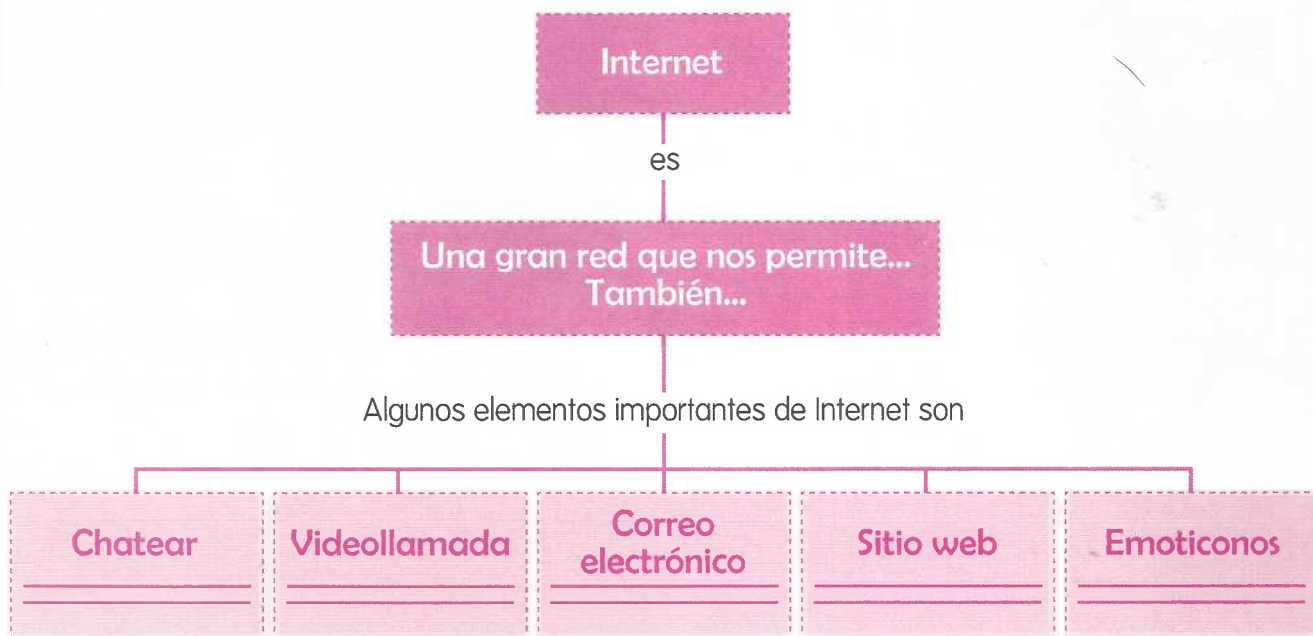 Internet
es
Una gran red que nos permite...
También...
Algunos elementos importantes de Internet son
Chatear
Videollamada
Correo
electrónico
Sitio web
Emoticonos